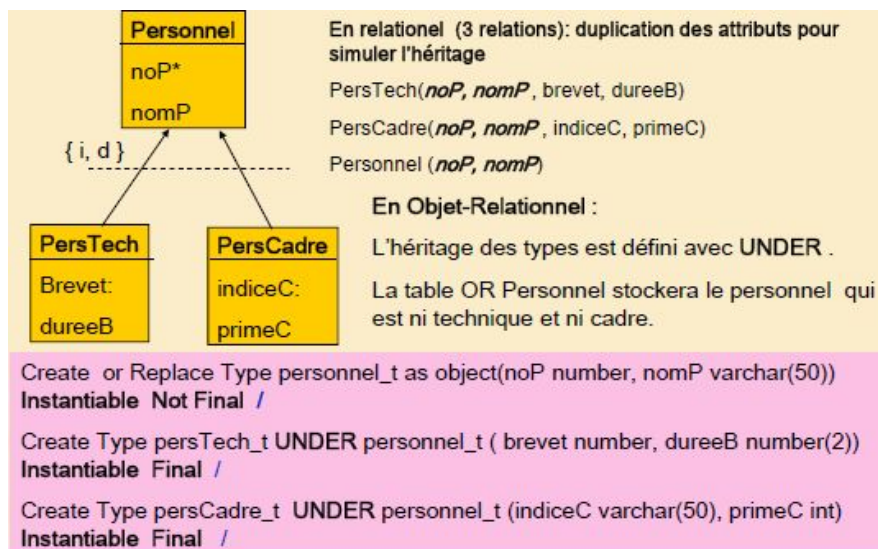 Personnel
noP*
nomP
{ i, d }
PersTech
Brevet:
dureeB
PersCadre
indiceC:
primeC
En relationel (3 relations): duplication des attributs pour
simuler l'héritage
PersTech(noP, nomP , brevet, dureeB)
PersCadre(noP, nomP , indiceC, primeC)
Personnel (noP, nomP)
En Objet-Relationnel :
L'héritage des types est défini avec UNDER .
La table OR Personnel stockera le personnel qui
est ni technique et ni cadre.
Create or Replace Type personnel_t as object(noP number, nomP varchar(50))
Instantiable Not Final /
Create Type persTech_t UNDER personnel_t ( brevet number, dureeB number(2))
Instantiable Final /
Create Type persCadre_t UNDER personnel_t (indiceC varchar(50), primeC int)
Instantiable Final /